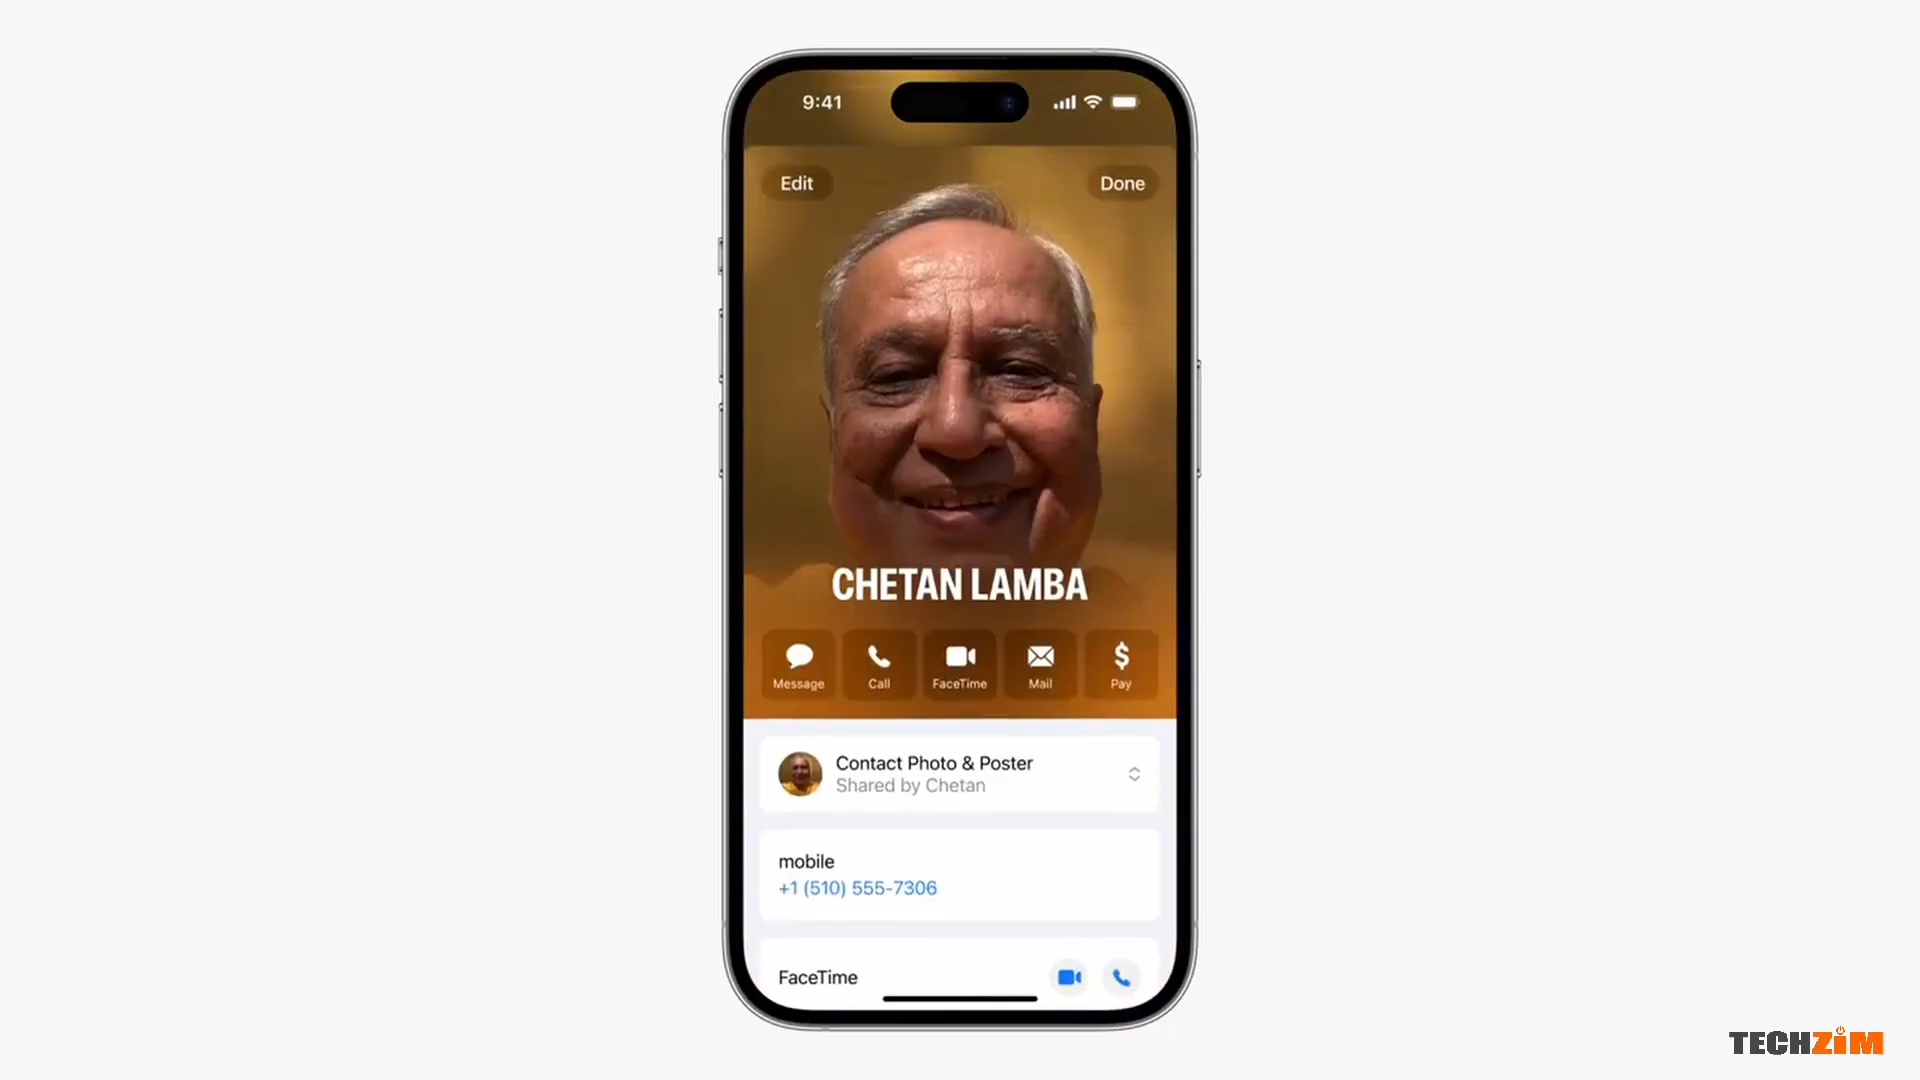 9:41
Edit
Done
CHETAN LAMBA
Message
Call
FaceTime
Mail
$
Pay
Contact Photo & Poster
Shared by Chetan
mobile
+1 (510) 555-7306
FaceTime
TECHZiM